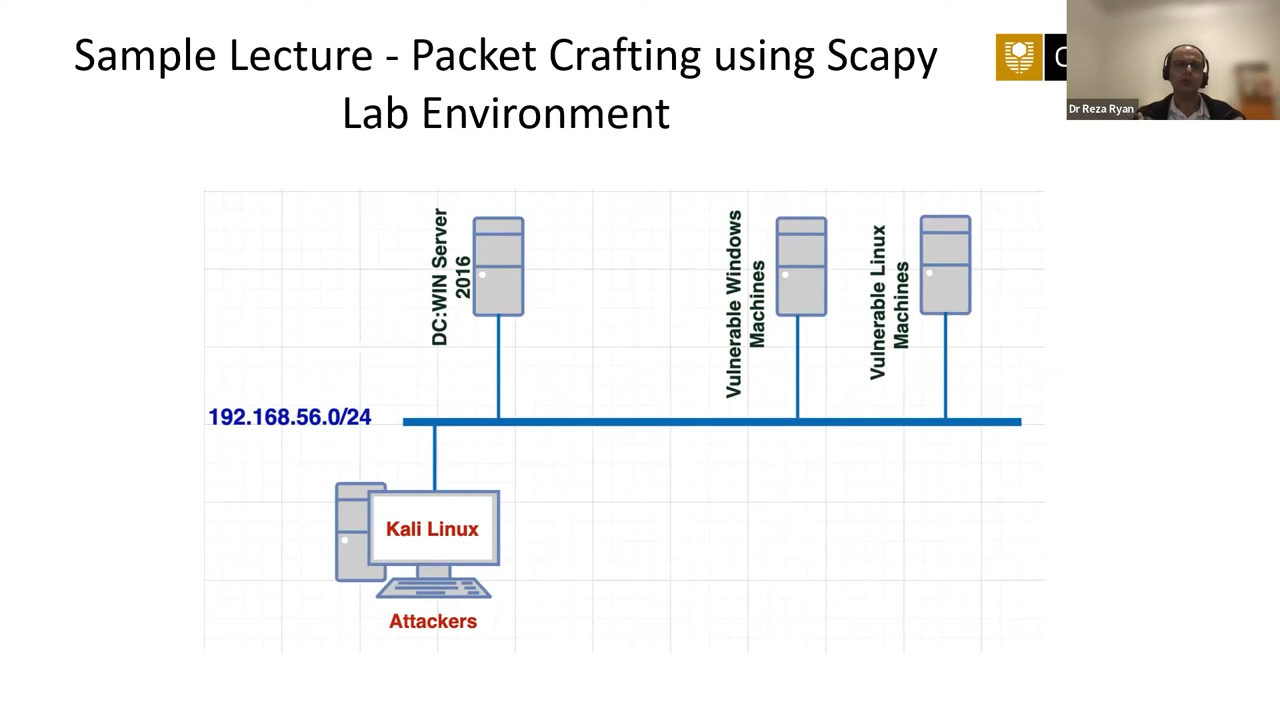 Sample Lecture - Packet Crafting using Scapy
Lab Environment
C
Dr Reza Ryan
DC:WIN Server
2016
Vulnerable Windows
Machines
Vulnerable Linux
Machines
192.168.56.0/24
Kali Linux
Attackers